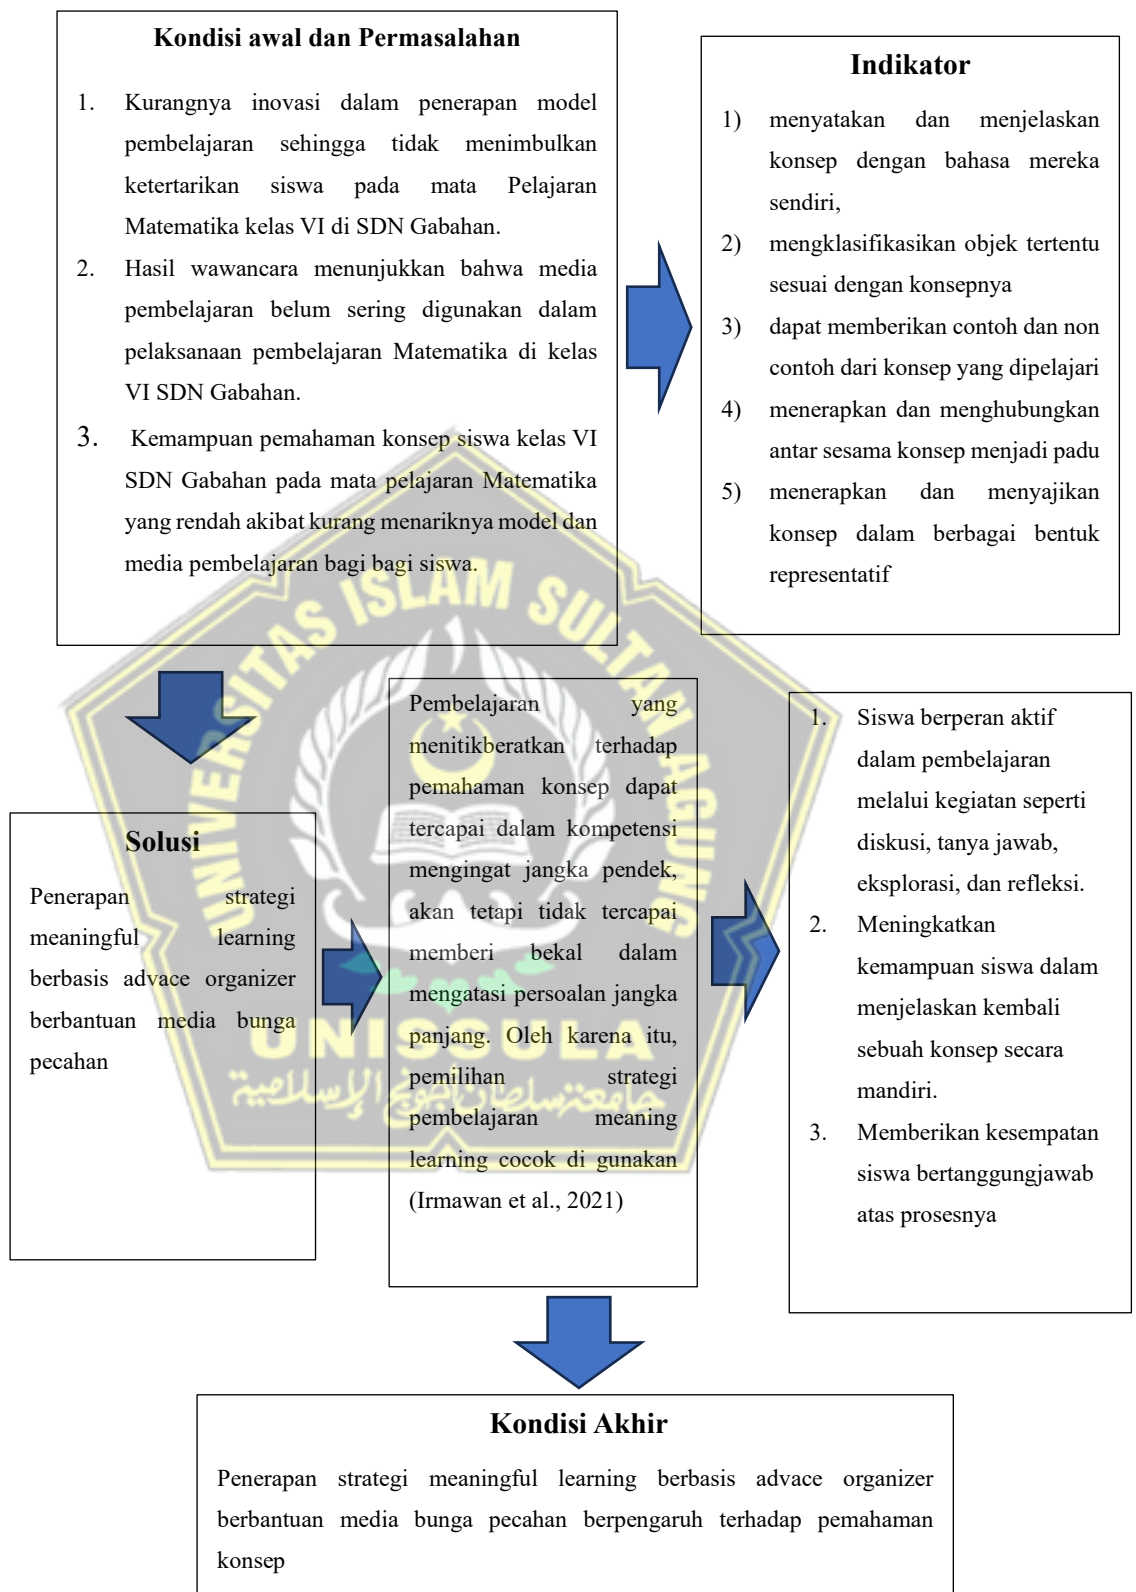 Kondisi awal dan Permasalahan
1. Kurangnya inovasi dalam penerapan model
pembelajaran sehingga tidak menimbulkan
ketertarikan siswa pada mata Pelajaran
Matematika kelas VI di SDN Gabahan.
2. Hasil wawancara menunjukkan bahwa media
pembelajaran belum sering digunakan dalam
pelaksanaan pembelajaran Matematika di kelas
VI SDN Gabahan.
3. Kemampuan pemahaman konsep siswa kelas VI
SDN Gabahan pada mata pelajaran Matematika
yang rendah akibat kurang menariknya model dan
media pembelajaran bagi bagi siswa.
Indikator
1) menyatakan dan menjelaskan
konsep dengan bahasa mereka
sendiri,
2) mengklasifikasikan objek tertentu
sesuai dengan konsepnya
3) dapat memberikan contoh dan non
contoh dari konsep yang dipelajari
4) menerapkan dan menghubungkan
antar sesama konsep menjadi padu
5) menerapkan dan menyajikan
konsep dalam berbagai bentuk
representatif
Solusi
Penerapan strategi
meaningful learning
berbasis advace organizer
berbantuan media bunga
pecahan
Pembelajaran yang
menitikberatkan terhadap
pemahaman konsep dapat
tercapai dalam kompetensi
mengingat jangka pendek,
akan tetapi tidak tercapai
memberi bekal dalam
mengatasi persoalan jangka
panjang. Oleh karena itu,
pemilihan strategi
pembelajaran meaning
learning cocok di gunakan
(Irmawan et al., 2021)
1. Siswa berperan aktif
dalam pembelajaran
melalui kegiatan seperti
diskusi, tanya jawab,
eksplorasi, dan refleksi.
2. Meningkatkan
kemampuan siswa dalam
menjelaskan kembali
sebuah konsep secara
mandiri.
3. Memberikan kesempatan
siswa bertanggungjawab
atas prosesnya
Kondisi Akhir
Penerapan strategi meaningful learning berbasis advace organizer
berbantuan media bunga pecahan berpengaruh terhadap pemahaman
konsep
UNIVERSITAS ISLAM SULTAN AGUNG
UNISSULA
جامعة سلطان أجونج الإسلامية